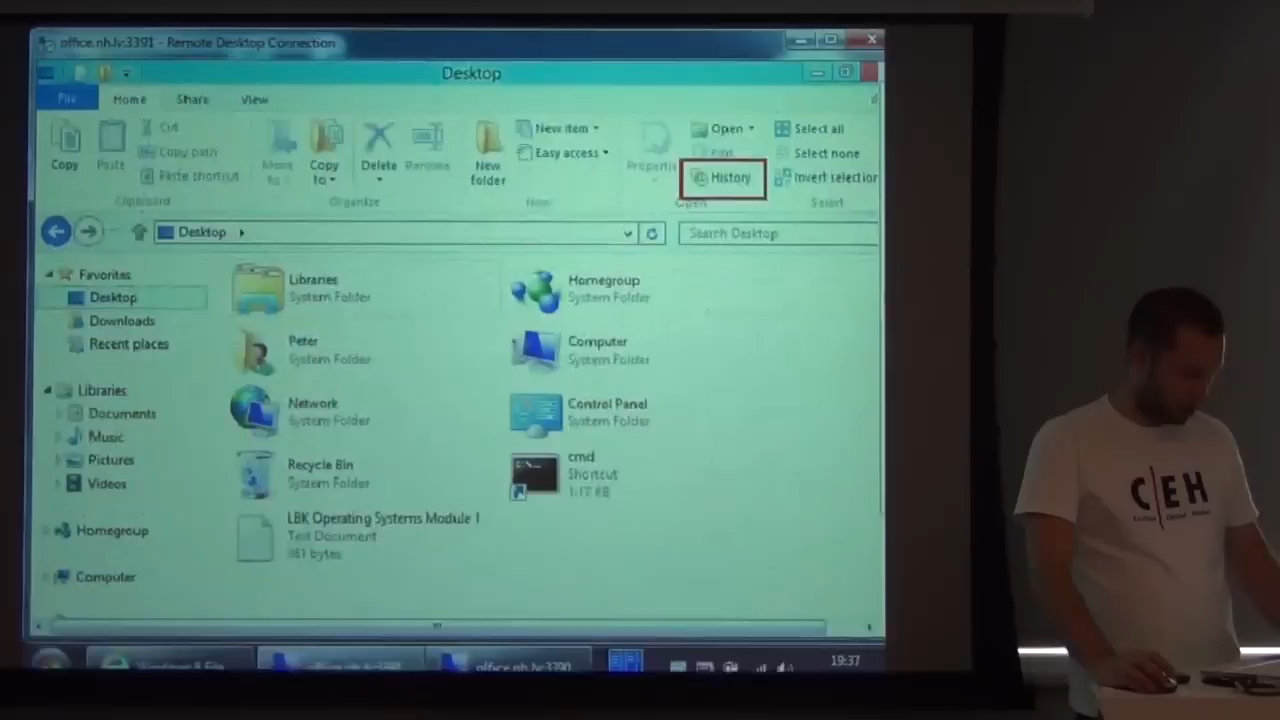 office.nh.lv:3391 - Remote Desktop Connection
Desktop
File Home Share View
Copy
Paste
Cut
Copy path
Paste shortcut
Clipboard
Move to
Copy to
Delete
Rename
Organize
New folder
New item
Easy access
New
Properties
Open
Edit
History
Open
Select all
Select none
Invert selection
Select
Desktop
Search Desktop
Favorites
Desktop
Downloads
Recent places
Libraries
Documents
Music
Pictures
Videos
Homegroup
Computer
Libraries
System Folder
Homegroup
System Folder
Peter
System Folder
Computer
System Folder
Network
System Folder
Control Panel
System Folder
Recycle Bin
System Folder
cmd
Shortcut
1.17 KB
LBK Operating Systems Module 1
Text Document
bytes
Windows 8 File
office.nh.lv:3390
19:37
C|EH